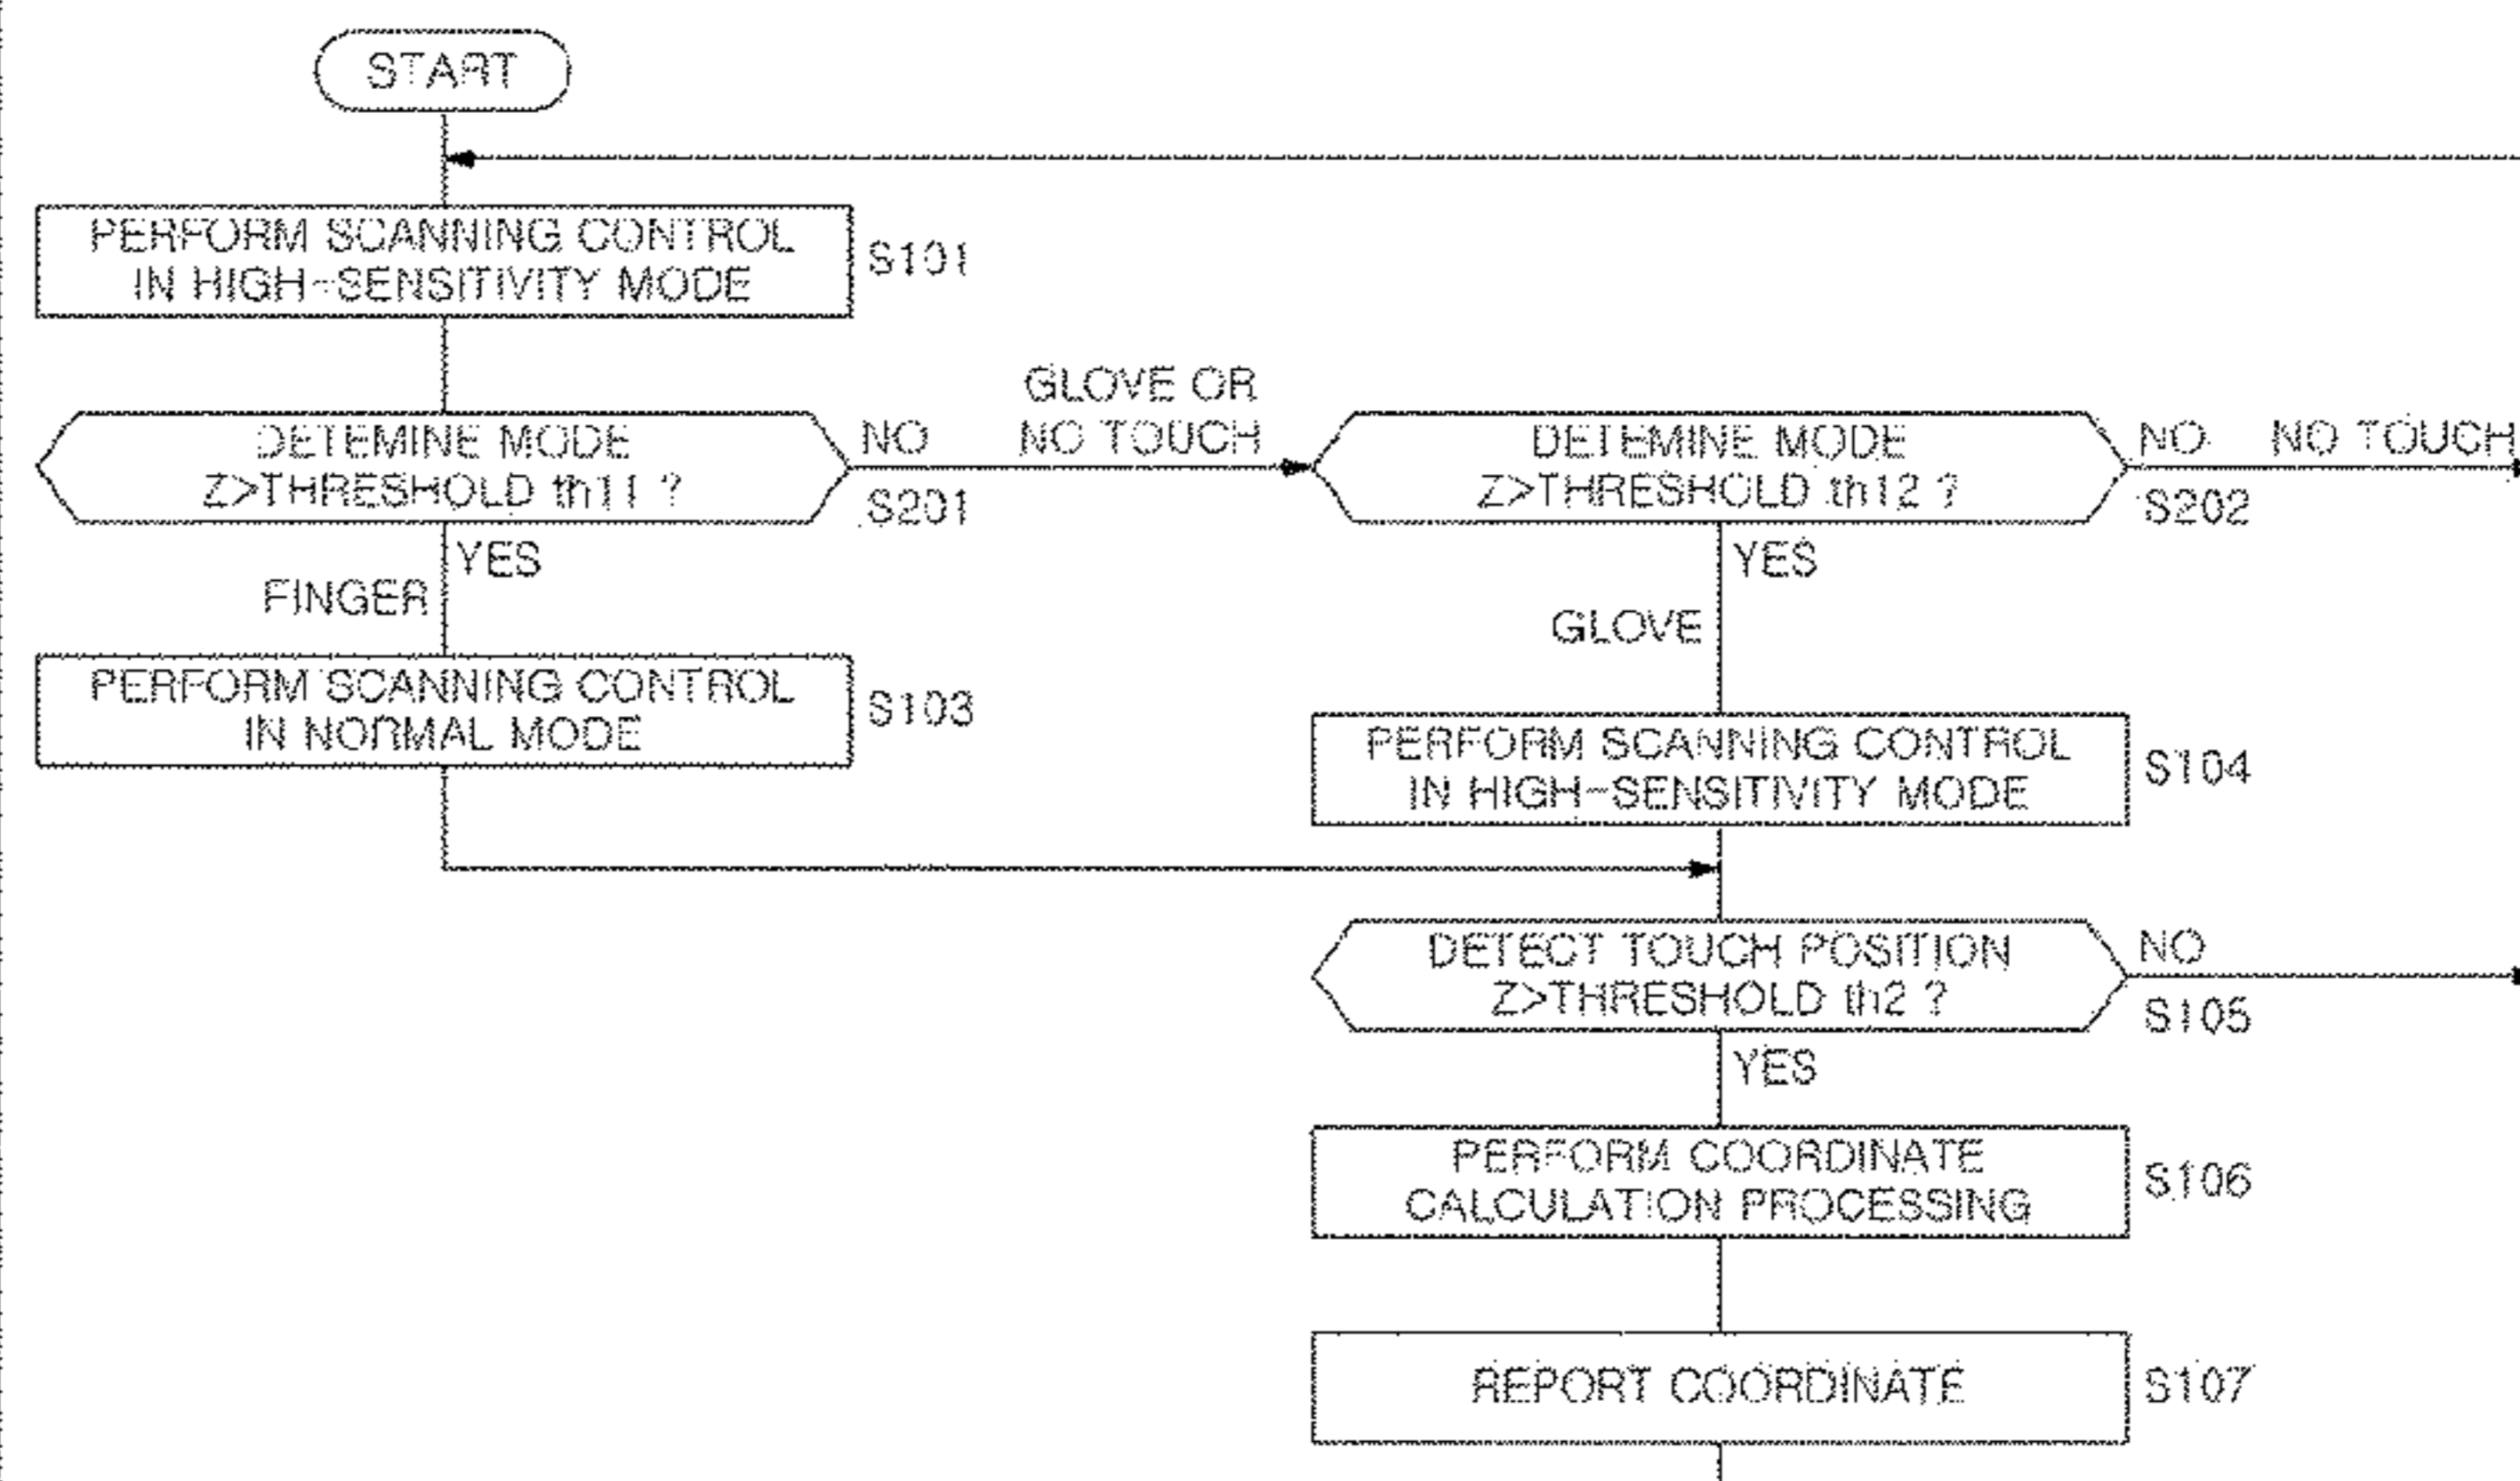 START
PERFORM SCANNING CONTROL
IN HIGH-SENSITIVITY MODE
S101
DETEMINE MODE
Z>THRESHOLD th11 ?
NO
S201
GLOVE OR
NO TOUCH
DETEMINE MODE
Z>THRESHOLD th12 ?
NO
NO TOUCH
S202
YES
FINGER
YES
GLOVE
PERFORM SCANNING CONTROL
IN NORMAL MODE
S103
PERFORM SCANNING CONTROL
IN HIGH-SENSITIVITY MODE
S104
DETECT TOUCH POSITION
Z>THRESHOLD th2 ?
NO
S105
YES
PERFORM COORDINATE
CALCULATION PROCESSING
S106
REPORT COORDINATE
S107